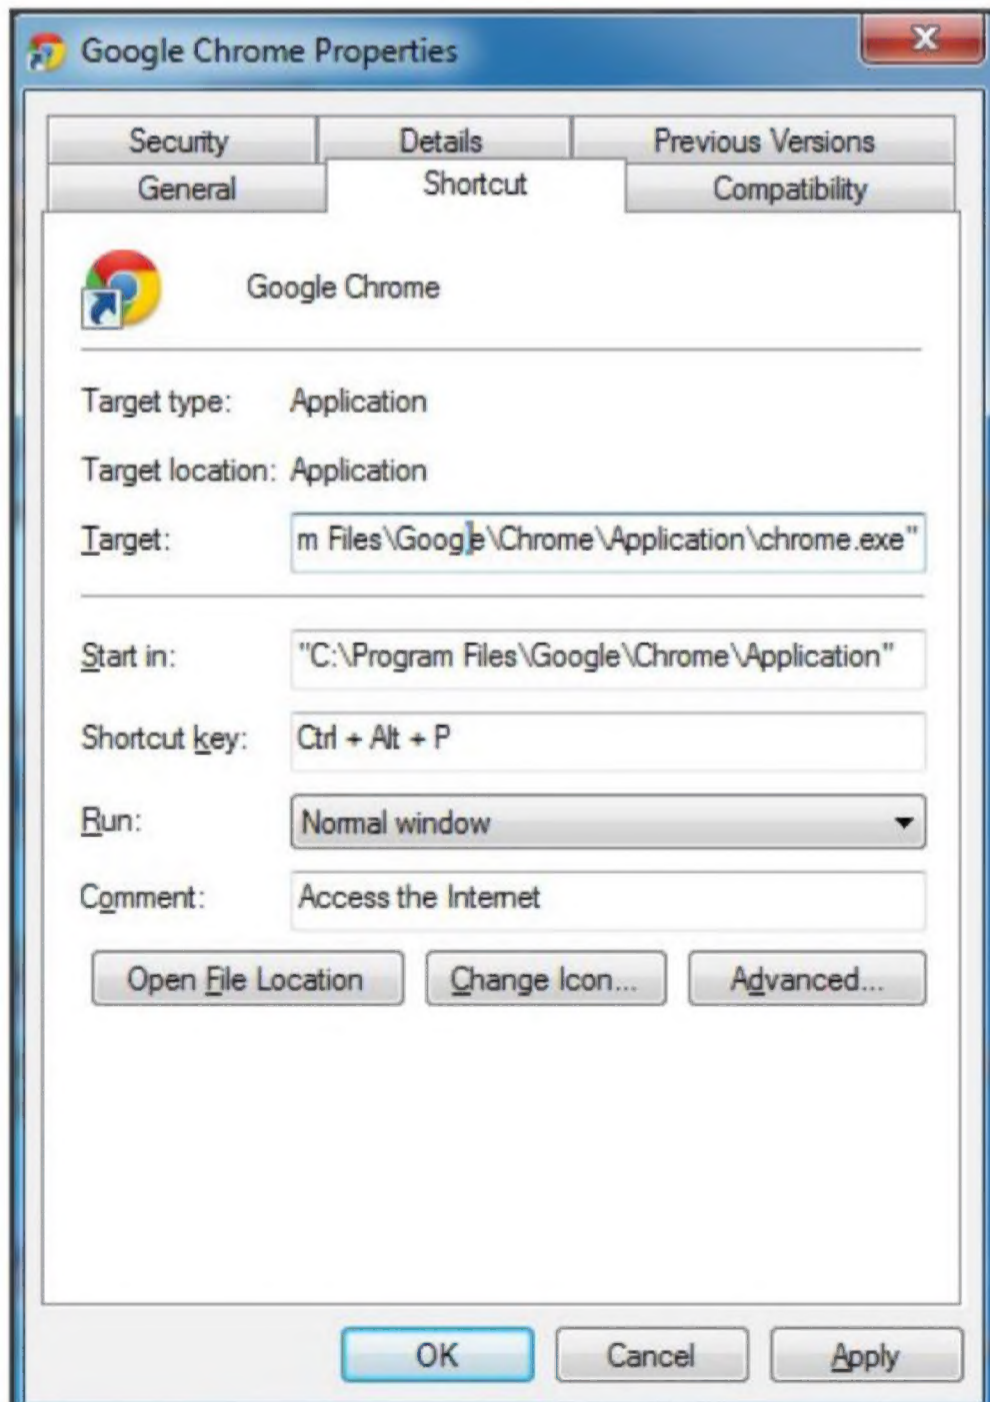 Google Chrome Properties
X
Security Details Previous Versions
General Shortcut Compatibility
Google Chrome
Target type: Application
Target location: Application
Target: m Files\Google\Chrome\Application\chrome.exe"
Start in: "C:\Program Files\Google\Chrome\Application"
Shortcut key: Ctrl + Alt + P
Run: Normal window
Comment: Access the Internet
Open File Location Change Icon... Advanced...
OK Cancel Apply